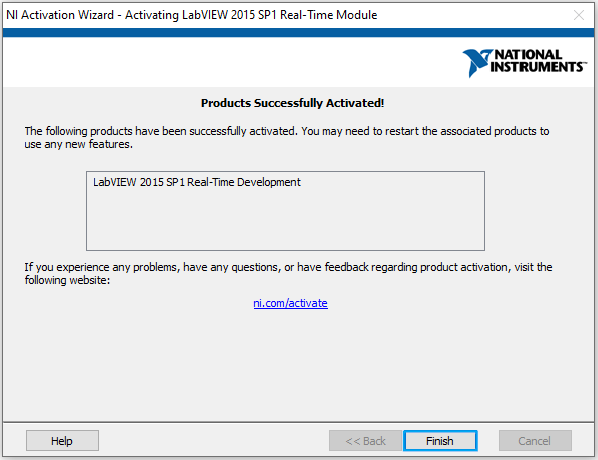 NI Activation Wizard - Activating LabVIEW 2015 SP1 Real-Time Module
NATIONAL
INSTRUMENTS™
Products Successfully Activated!
The following products have been successfully activated. You may need to restart the associated products to
use any new features.
LabVIEW 2015 SP1 Real-Time Development
If you experience any problems, have any questions, or have feedback regarding product activation, visit the
following website:
ni.com/activate
Help
<< Back
Finish
Cancel